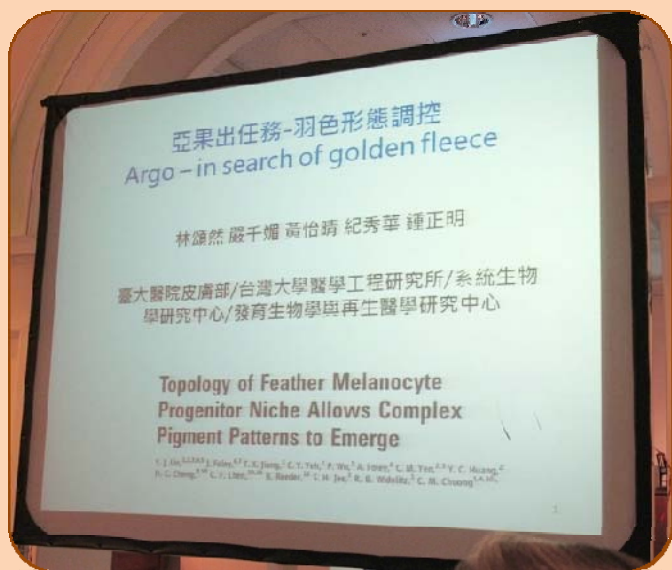 亞果出任務-羽色形態調控
Argo – in search of golden fleece
林頌然 嚴千媚 黃怡晴 紀秀華 鍾正明
臺大醫院皮膚部/台灣大學醫學工程研究所/系統生物
學研究中心/發育生物學與再生醫學研究中心
Topology of Feather Melanocyte
Progenitor Niche Allows Complex
Pigment Patterns to Emerge
1